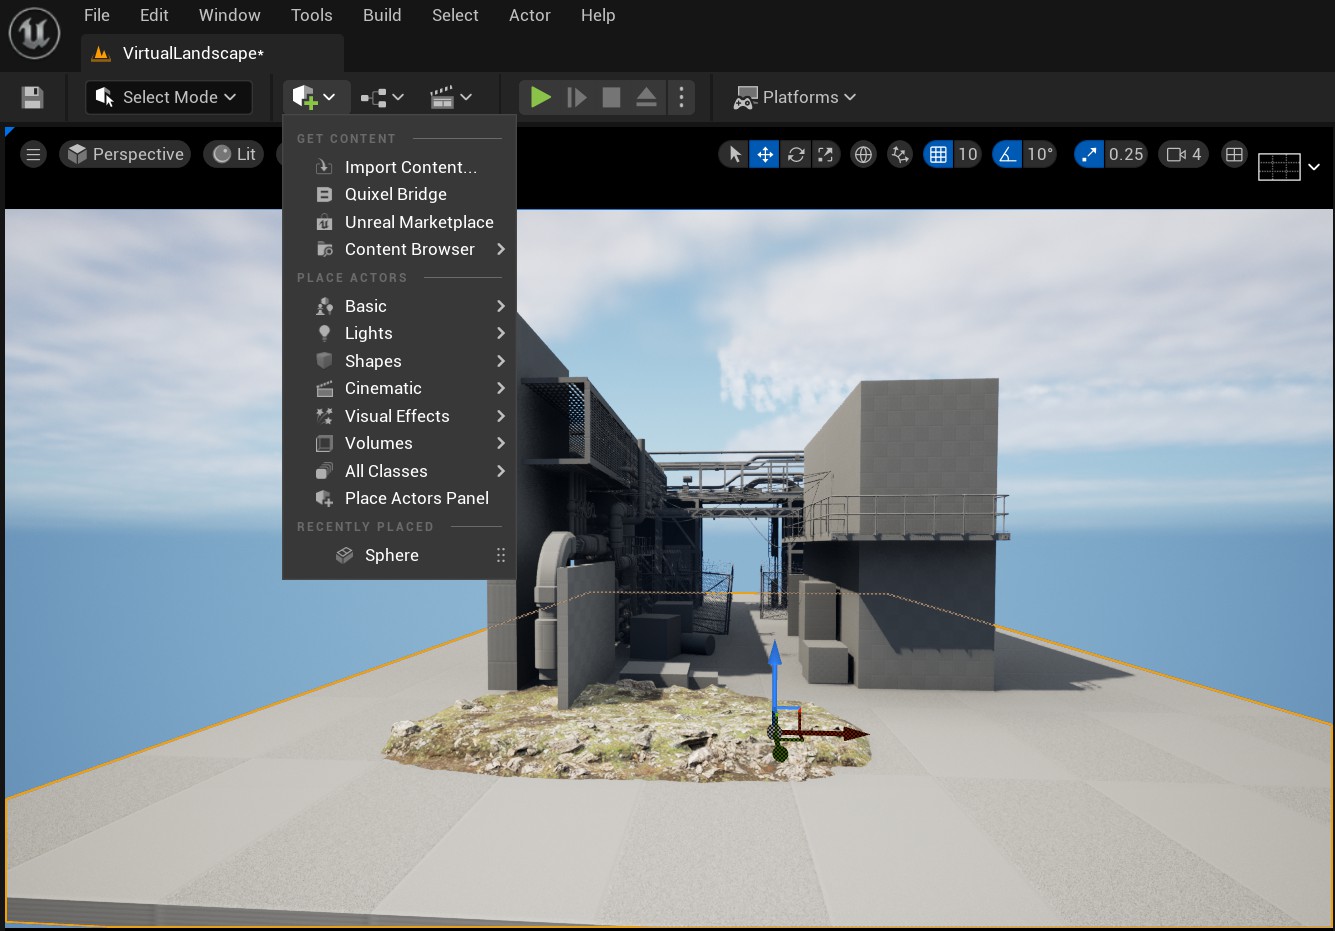 File Edit Window Tools Build Select Actor Help
VirtualLandscape*
Select Mode Platforms
Perspective Lit 10 10° 0.25 4
GET CONTENT
Import Content...
Quixel Bridge
Unreal Marketplace
Content Browser
PLACE ACTORS
Basic
Lights
Shapes
Cinematic
Visual Effects
Volumes
All Classes
Place Actors Panel
RECENTLY PLACED
Sphere